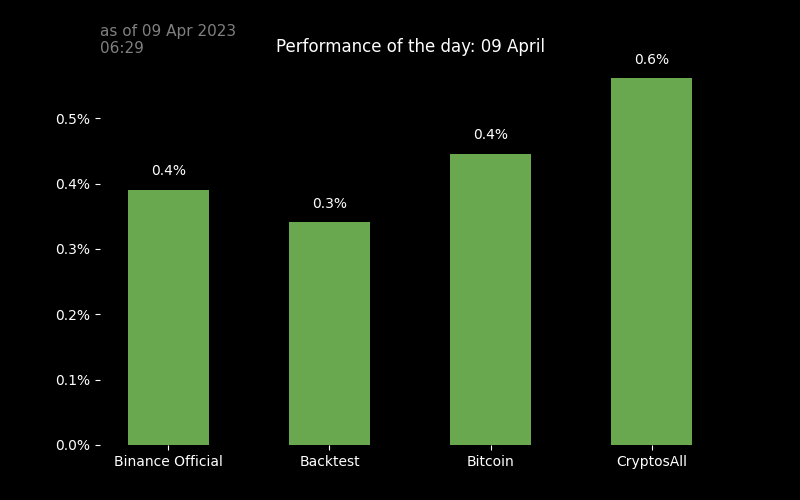 as of 09 Apr 2023
06:29
Performance of the day: 09 April
0.6%
0.5%
0.4%
0.4%
0.4%
0.3%
0.3%
0.2%
0.1%
0.0%
Binance Official
Backtest
Bitcoin
CryptosAll